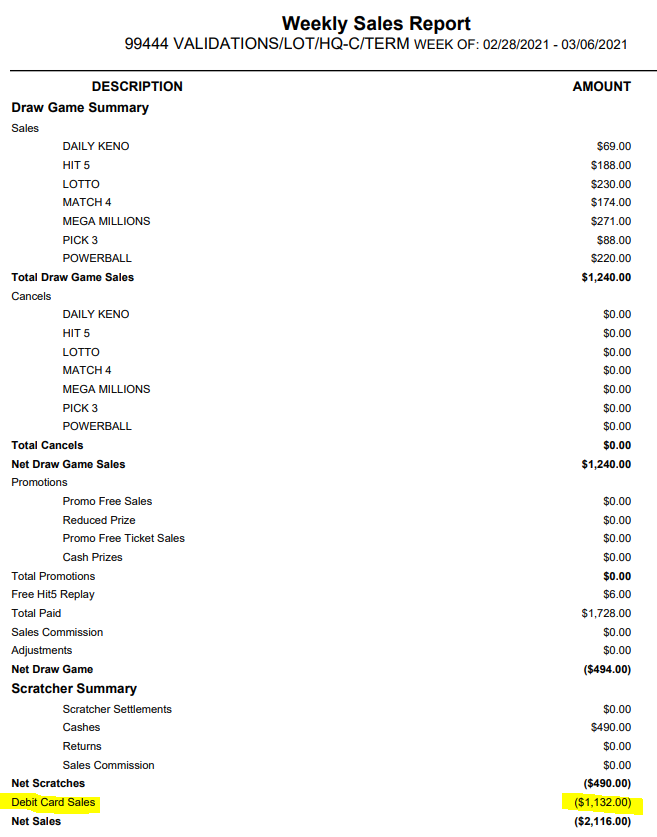 Weekly Sales Report
99444 VALIDATIONS/LOT/HQ-C/TERM WEEK OF: 02/28/2021 - 03/06/2021
DESCRIPTION AMOUNT
Draw Game Summary
Sales
DAILY KENO $69.00
HIT 5 $188.00
LOTTO $230.00
MATCH 4 $174.00
MEGA MILLIONS $271.00
PICK 3 $88.00
POWERBALL $220.00
Total Draw Game Sales $1,240.00
Cancels
DAILY KENO $0.00
HIT 5 $0.00
LOTTO $0.00
MATCH 4 $0.00
MEGA MILLIONS $0.00
PICK 3 $0.00
POWERBALL $0.00
Total Cancels $0.00
Net Draw Game Sales $1,240.00
Promotions
Promo Free Sales $0.00
Reduced Prize $0.00
Promo Free Ticket Sales $0.00
Cash Prizes $0.00
Total Promotions $0.00
Free Hit5 Replay $6.00
Total Paid $1,728.00
Sales Commission $0.00
Adjustments $0.00
Net Draw Game ($494.00)
Scratcher Summary
Scratcher Settlements $0.00
Cashes $490.00
Returns $0.00
Sales Commission $0.00
Net Scratches ($490.00)
Debit Card Sales ($1,132.00)
Net Sales ($2,116.00)